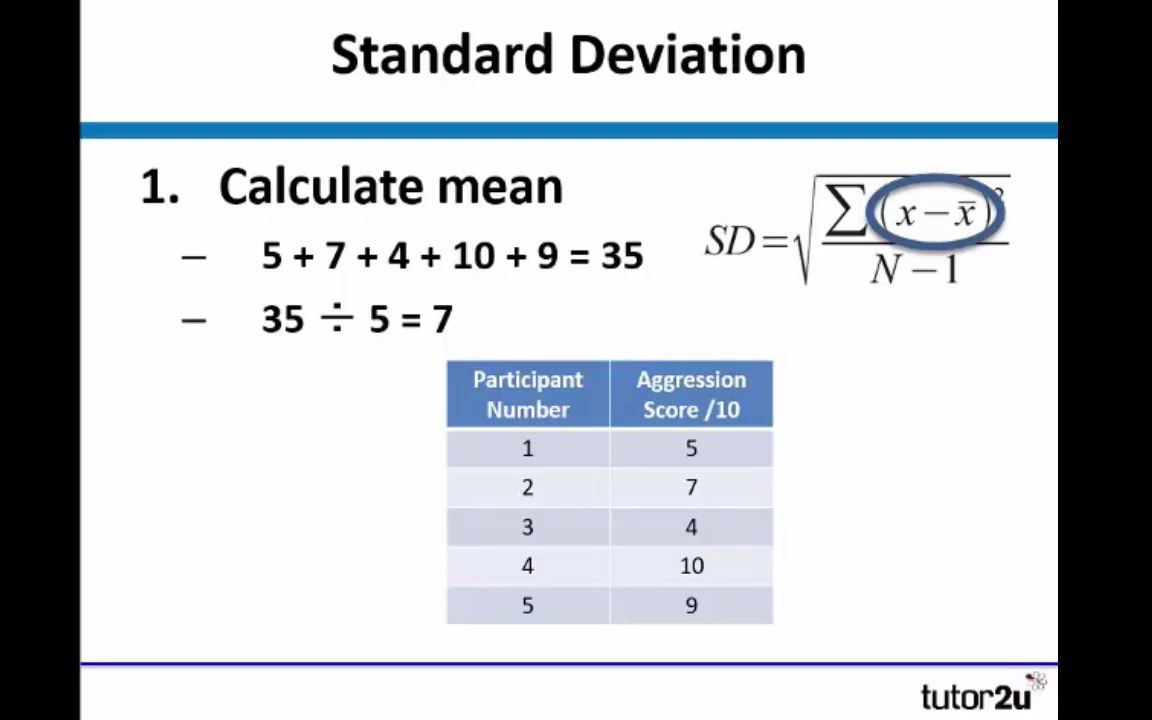 Standard Deviation
1. Calculate mean
– 5 + 7 + 4 + 10 + 9 = 35
– 35 ÷ 5 = 7
SD = √ ∑ (x − x̄)²
N − 1
Participant Number Aggression Score /10
1 5
2 7
3 4
4 10
5 9
tutor2u